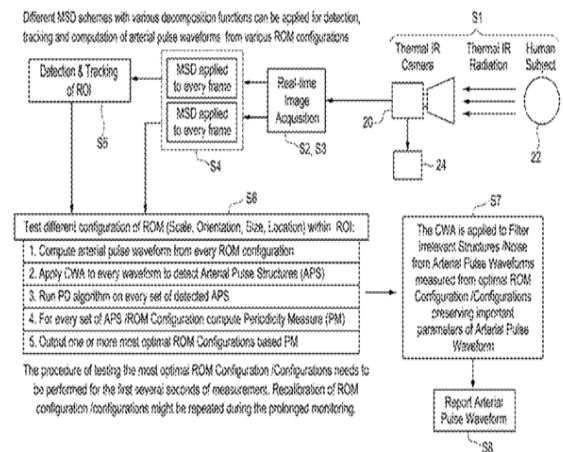 Different MSD schemes with various decomposition functions can be applied for detection,
tracking and computation of arterial pulse waveforms from various ROM configurations
S1
Thermal IR
Camera
Thermal IR
Radiation
Human
Subject
Detection & Tracking
of ROI
MSD applied
to every frame
MSD applied
to every frame
Real-time
Image
Acquisition
20
22
24
S5
S4
S2, S3
S6
Test different configuration of ROM (Scale, Orientation, Size, Location) within ROI:
1. Compute arterial pulse waveform from every ROM configuration
2. Apply CWA to every waveform to detect Arterial Pulse Structures (APS)
3. Run PD algorithm on every set of detected APS
4. For every set of APS /ROM Configuration compute Periodicity Measure (PM)
5. Output one or more most optimal ROM Configurations based PM
The procedure of testing the most optimal ROM Configuration /Configurations needs to
be performed for the first several seconds of measurement. Recalibration of ROM
configuration /configurations might be repeated during the prolonged monitoring.
S7
The CWA is applied to Filter
Irrelevant Structures /Noise
from Arterial Pulse Waveforms
measured from optimal ROM
Configuration /Configurations
preserving important
parameters of Arterial Pulse
Waveform
Report Arterial
Pulse Waveform
S8